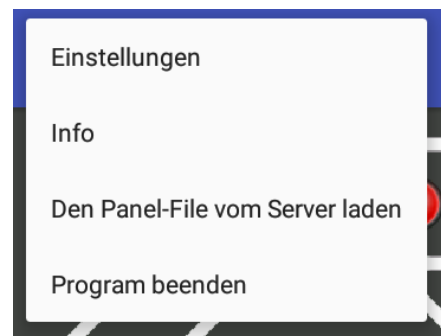 Einstellungen
Info
Den Panel-File vom Server laden
Program beenden